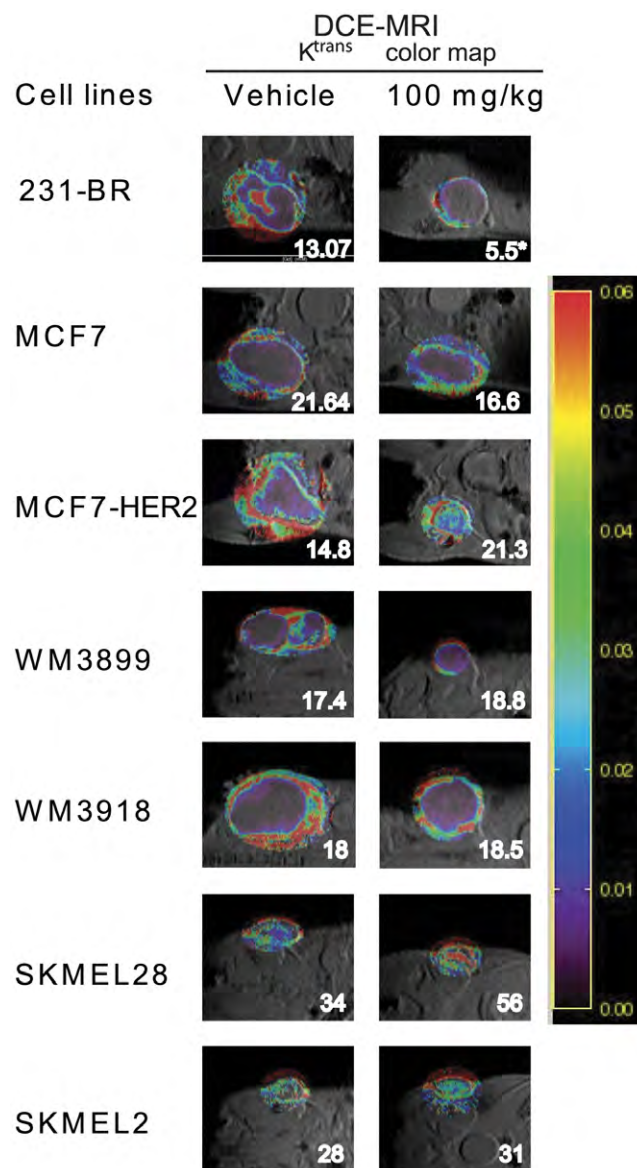 DCE-MRI
K^trans color map
Cell lines Vehicle 100 mg/kg
231-BR
13.07 5.5*
MCF7
21.64 16.6
MCF7-HER2
14.8 21.3
WM3899
17.4 18.8
WM3918
18 18.5
SKMEL28
34 56
SKMEL2
28 31
0.06
0.05
0.04
0.03
0.02
0.01
0.00